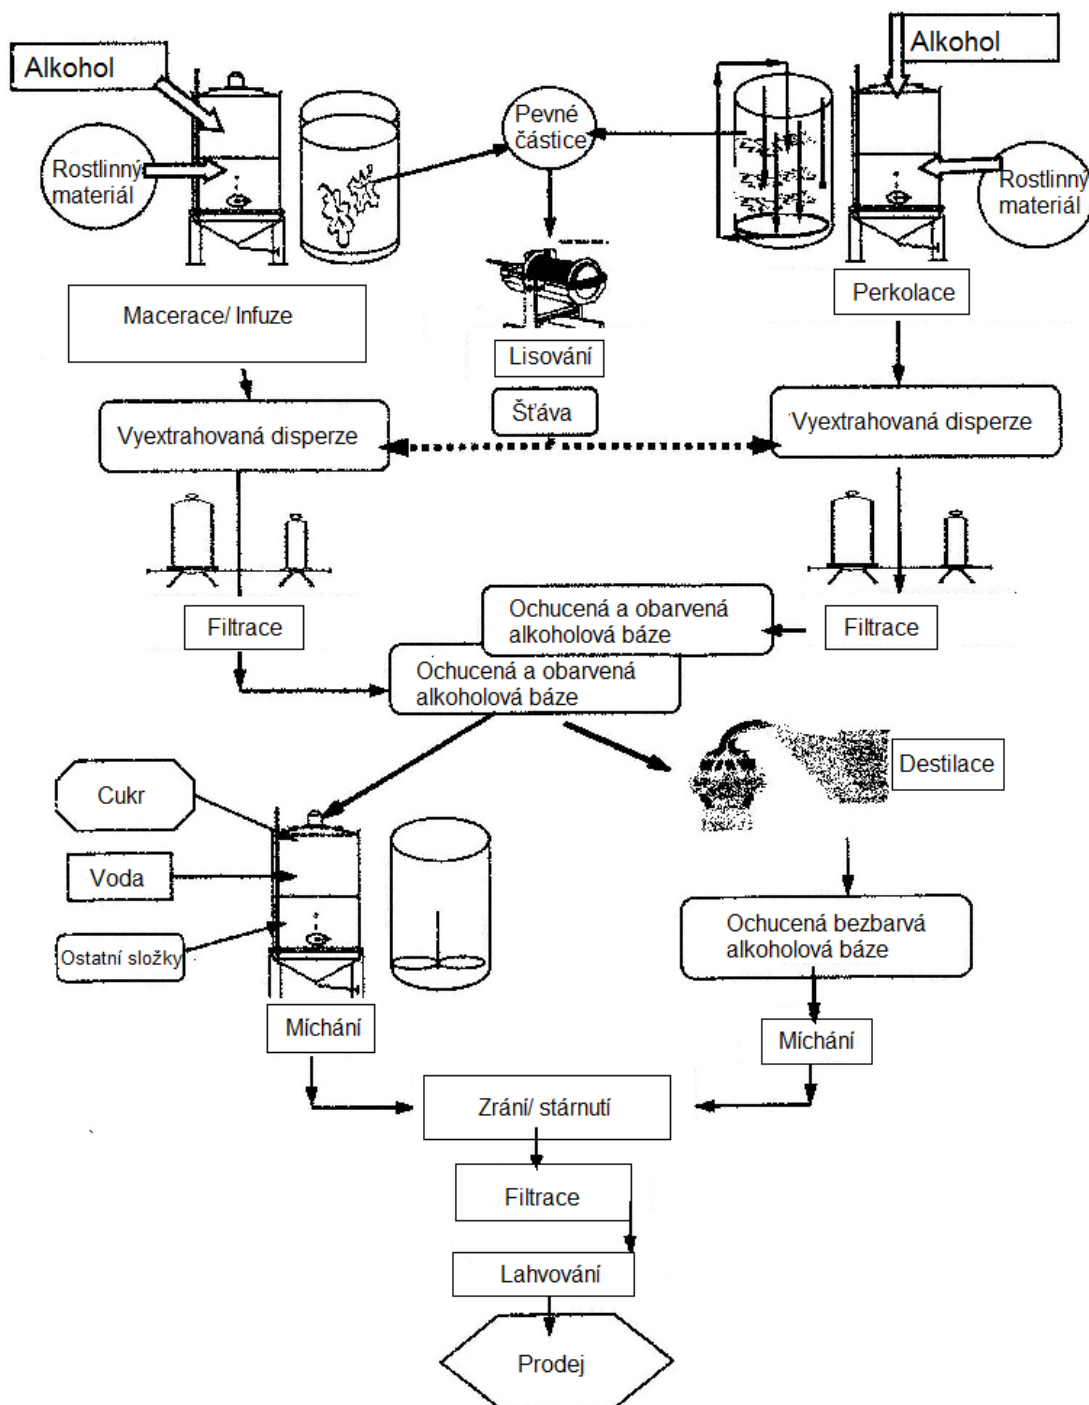 Alkohol
Alkohol
Pevné
částice
Rostlinný
materiál
Rostlinný
materiál
Macerace/ Infuze
Perkolace
Lisování
Šťáva
Vyextrahovaná disperze
Vyextrahovaná disperze
Filtrace
Ochucená a obarvená
alkoholová báze
Filtrace
Ochucená a obarvená
alkoholová báze
Destilace
Cukr
Voda
Ostatní složky
Ochucená bezbarvá
alkoholová báze
Míchání
Míchání
Zrání/ stárnutí
Filtrace
Lahvování
Prodej